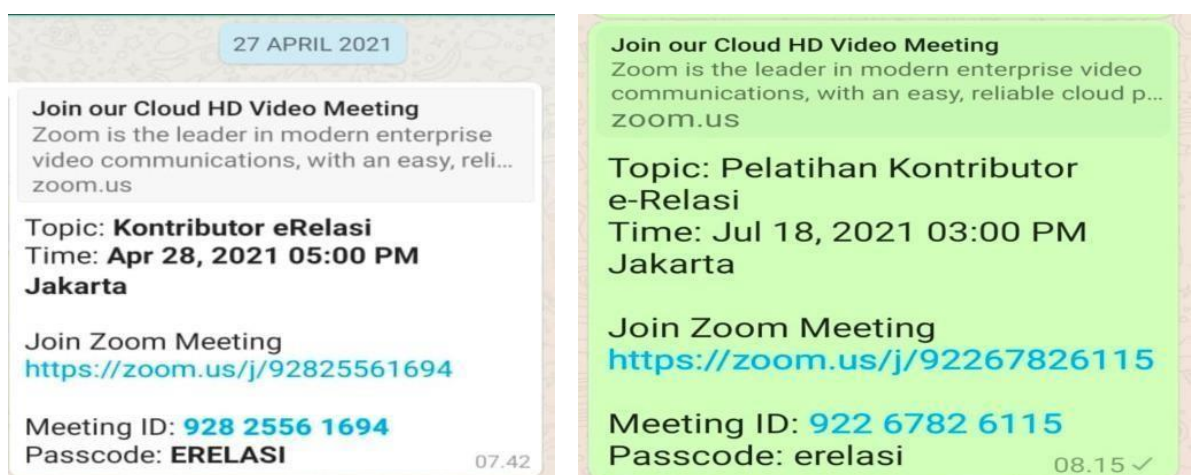 27 APRIL 2021
Join our Cloud HD Video Meeting
Zoom is the leader in modern enterprise
video communications, with an easy, reli...
zoom.us
Topic: Kontributor eRelasi
Time: Apr 28, 2021 05:00 PM
Jakarta
Join Zoom Meeting
https://zoom.us/j/92825561694
Meeting ID: 928 2556 1694
Passcode: ERELASI
07.42
Join our Cloud HD Video Meeting
Zoom is the leader in modern enterprise video
communications, with an easy, reliable cloud p...
zoom.us
Topic: Pelatihan Kontributor
e-Relasi
Time: Jul 18, 2021 03:00 PM
Jakarta
Join Zoom Meeting
https://zoom.us/j/92267826115
Meeting ID: 922 6782 6115
Passcode: erelasi
08.15